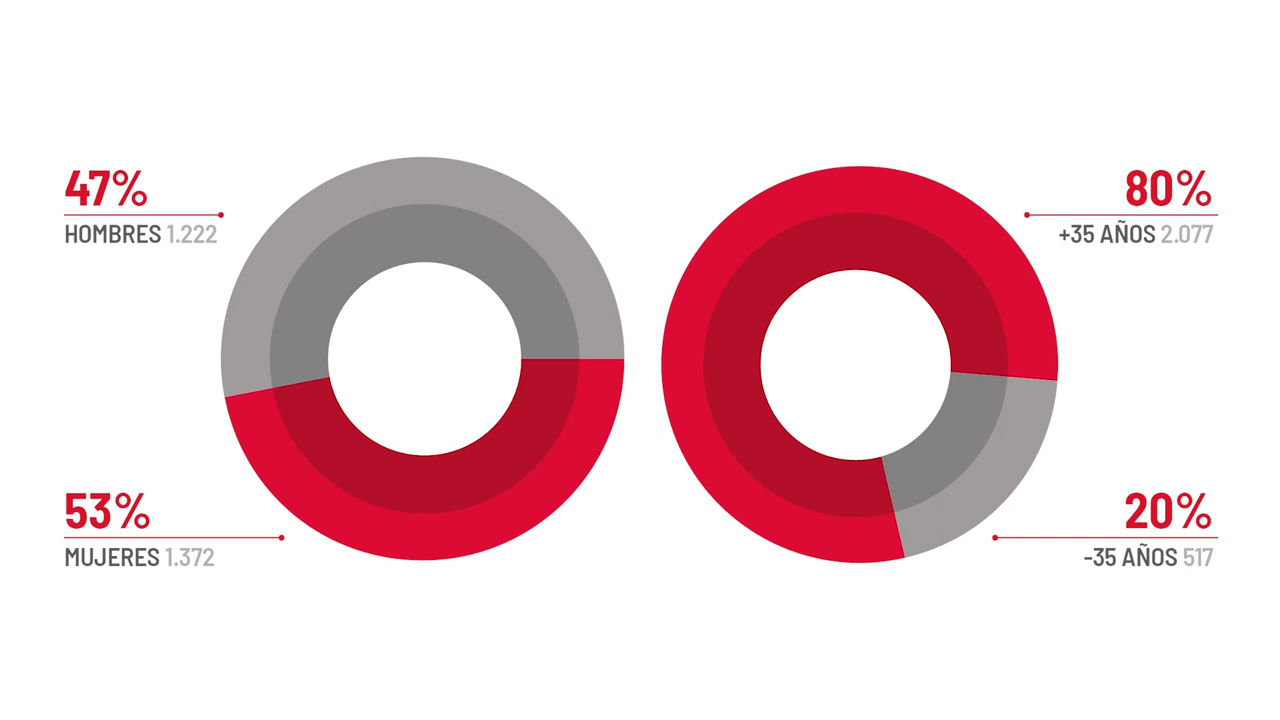 47%
HOMBRES 1.222
53%
MUJERES 1.372
80%
+35 AÑOS 2.077
20%
-35 AÑOS 517